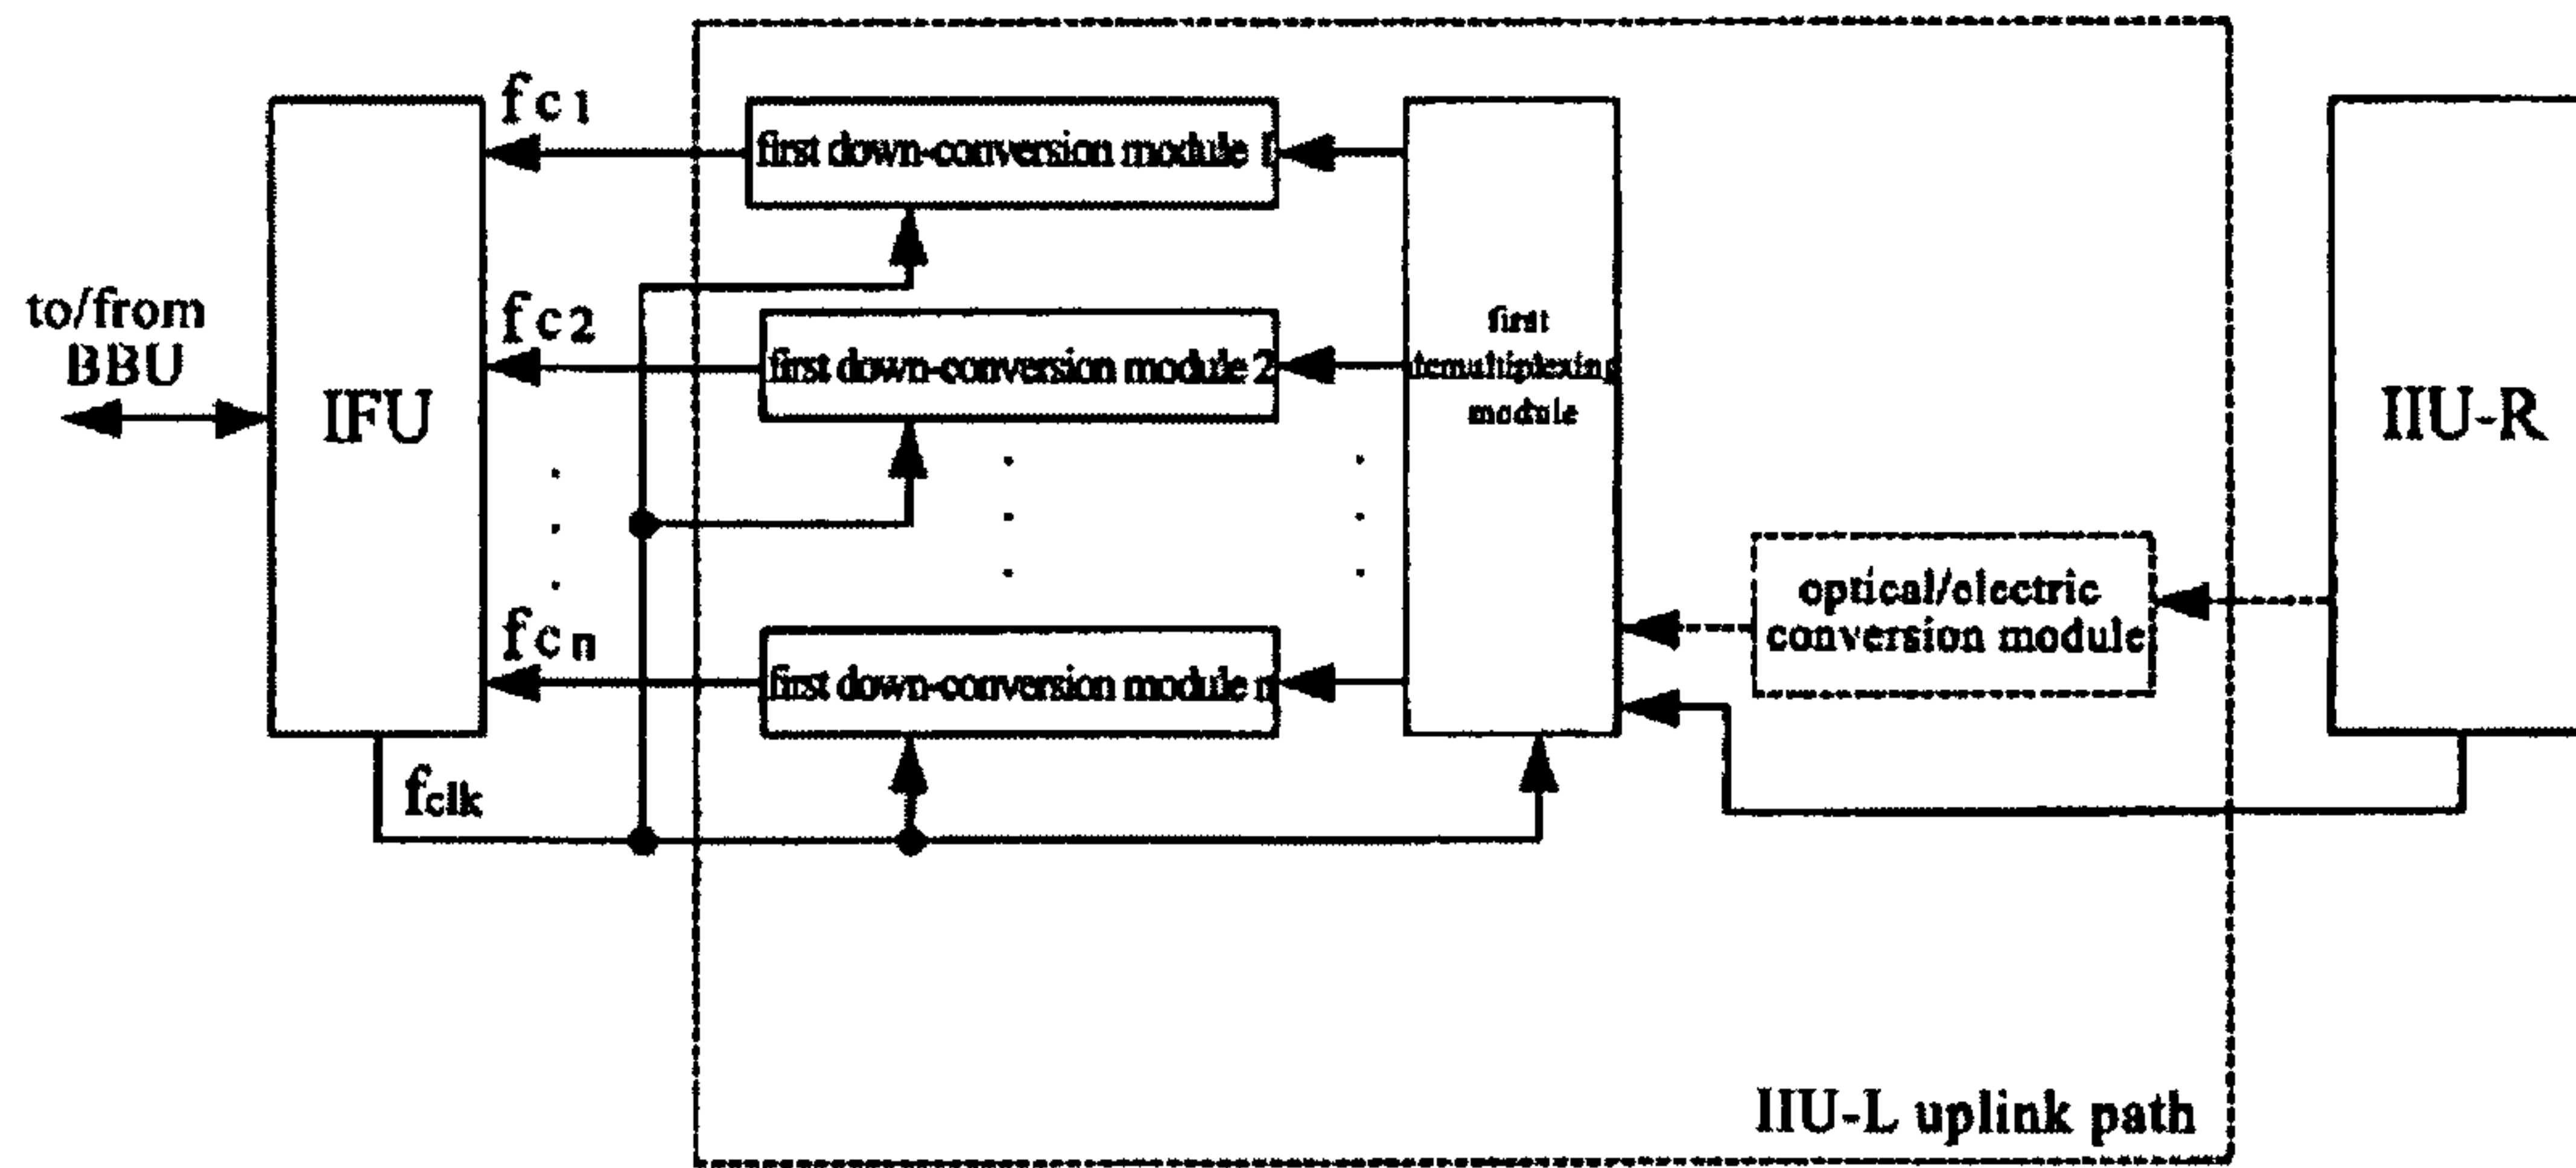 fc1
first down-conversion module 1
to/from
BBU
IFU
fc2
first down-conversion module 2
first
demultiplexing
module
IIU-R
optical/electric
conversion module
fcn
first down-conversion module n
fclk
IIU-L uplink path